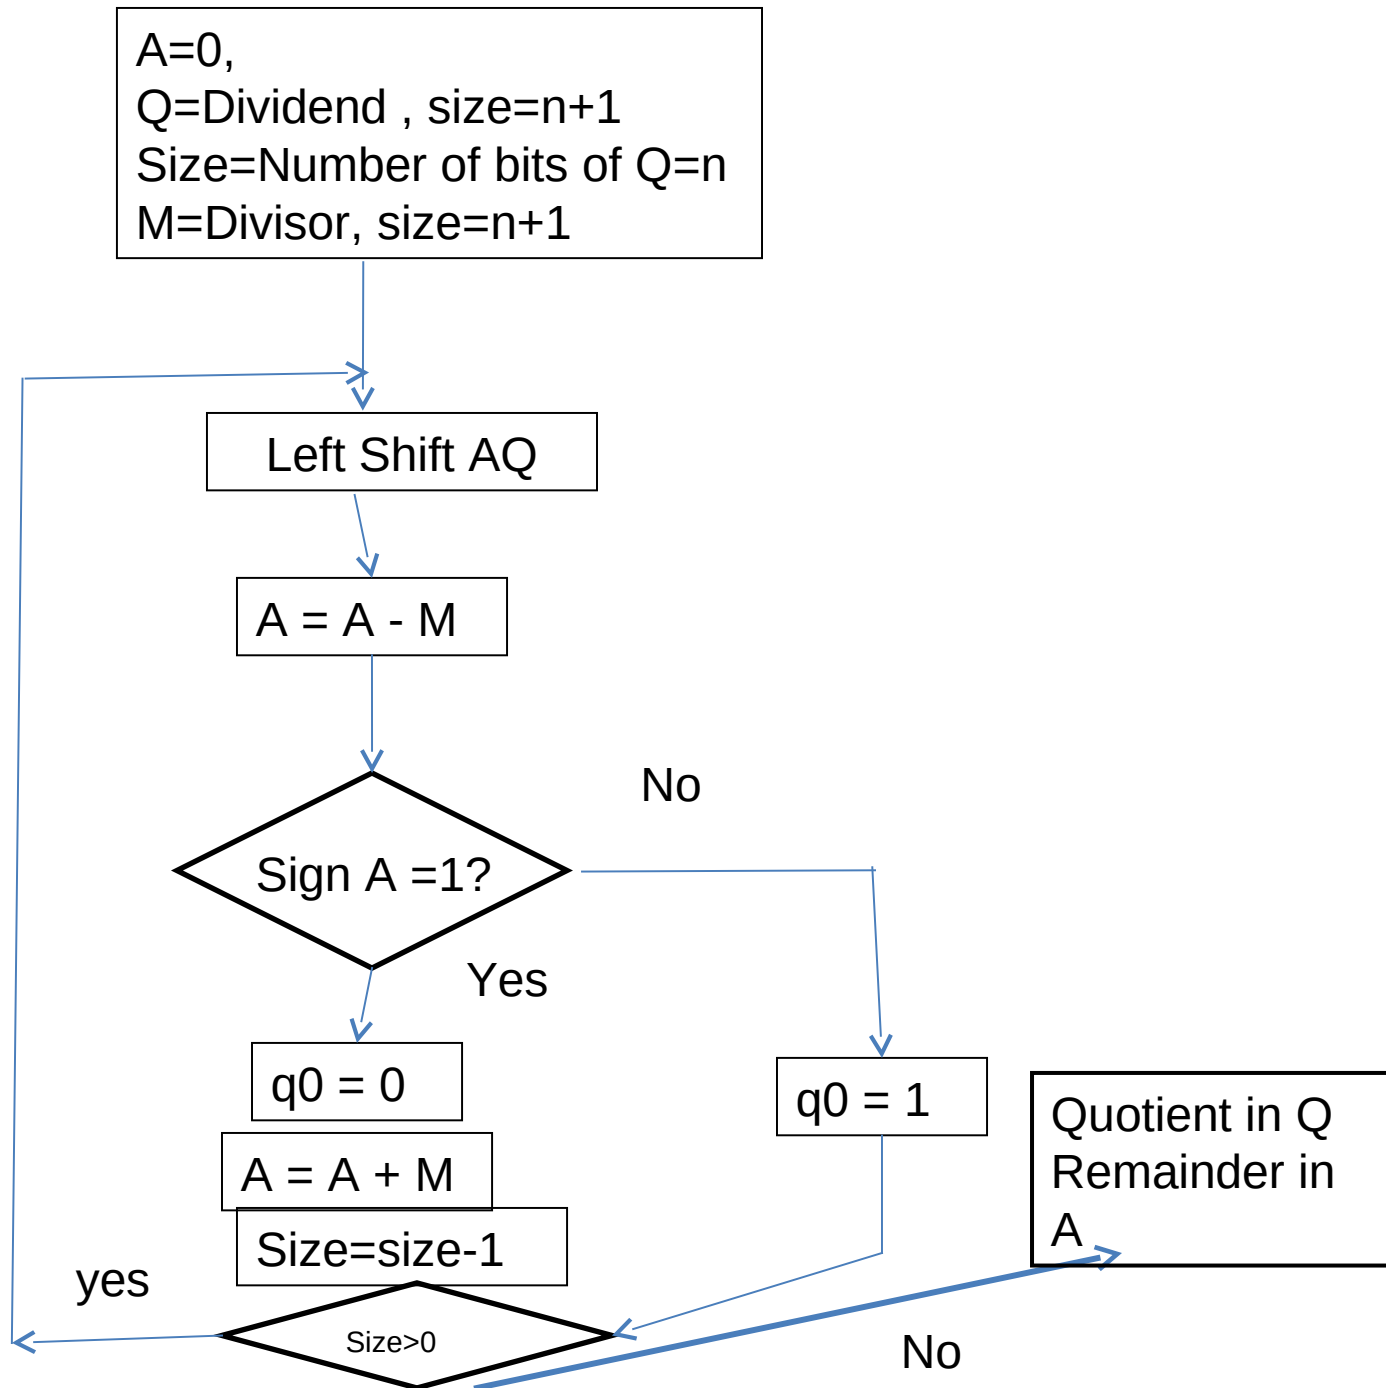 A=0,
Q=Dividend , size=n+1
Size=Number of bits of Q=n
M=Divisor, size=n+1
Left Shift AQ
A = A - M
No
Sign A =1?
Yes
q0 = 0
q0 = 1
A = A + M
Size=size-1
Quotient in Q
Remainder in
A
yes
Size>0
No